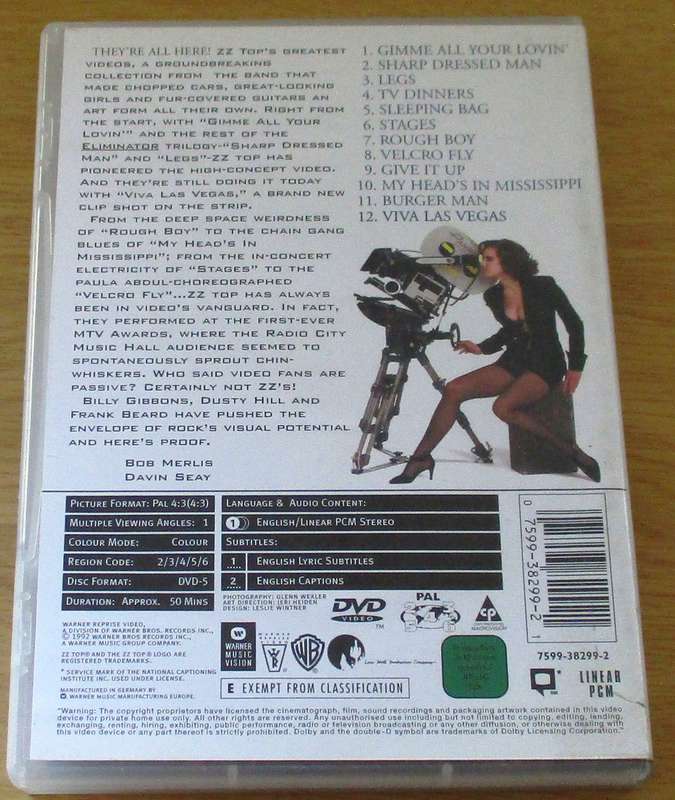 THEY'RE ALL HERE! ZZ TOP'S GREATEST
VIDEOS, A GROUNDBREAKING
COLLECTION FROM THE BAND THAT
MADE CHOPPED CARS, GREAT-LOOKING
GIRLS AND FUR-COVERED GUITARS AN
ART FORM ALL THEIR OWN. RIGHT FROM
THE START, WITH "GIMME ALL YOUR
LOVIN'" AND THE REST OF THE
ELIMINATOR TRILOGY-"SHARP DRESSED
MAN" AND "LEGS"-ZZ TOP HAS
PIONEERED THE HIGH-CONCEPT VIDEO.
AND THEY'RE STILL DOING IT TODAY
WITH "VIVA LAS VEGAS," A BRAND NEW
CLIP SHOT ON THE STRIP.
FROM THE DEEP SPACE WEIRDNESS
OF "ROUGH BOY" TO THE CHAIN GANG
BLUES OF "MY HEAD'S IN
MISSISSIPPI"; FROM THE IN-CONCERT
ELECTRICITY OF "STAGES" TO THE
PAULA ABDUL-CHOREOGRAPHED
"VELCRO FLY"...ZZ TOP HAS ALWAYS
BEEN IN VIDEO'S VANGUARD. IN FACT,
THEY PERFORMED AT THE FIRST-EVER
MTV AWARDS, WHERE THE RADIO CITY
MUSIC HALL AUDIENCE SEEMED TO
SPONTANEOUSLY SPROUT CHIN-
WHISKERS. WHO SAID VIDEO FANS ARE
PASSIVE? CERTAINLY NOT ZZ'S!
BILLY GIBBONS, DUSTY HILL AND
FRANK BEARD HAVE PUSHED THE
ENVELOPE OF ROCK'S VISUAL POTENTIAL
AND HERE'S PROOF.
BOB MERLIS
DAVIN SEAY
1. GIMME ALL YOUR LOVIN'
2. SHARP DRESSED MAN
3. LEGS
4. TV DINNERS
5. SLEEPING BAG
6. STAGES
7. ROUGH BOY
8. VELCRO FLY
9. GIVE IT UP
10. MY HEAD'S IN MISSISSIPPI
11. BURGER MAN
12. VIVA LAS VEGAS
PICTURE FORMAT: PAL 4:3(4:3)
MULTIPLE VIEWING ANGLES: 1
COLOUR MODE: COLOUR
REGION CODE: 2/3/4/5/6
DISC FORMAT: DVD-5
DURATION: APPROX. 50 MINS
LANGUAGE & AUDIO CONTENT:
1 ENGLISH/LINEAR PCM STEREO
SUBTITLES:
1 ENGLISH LYRIC SUBTITLES
2 ENGLISH CAPTIONS
PHOTOGRAPHY: GLENN WEXLER
ART DIRECTION: JERI HEIDEN
DESIGN: LESLIE WINTNER
DVD
VIDEO
TM
PAL
CP
MACROVISION
0 7599-38299-2 1
WARNER REPRISE VIDEO,
A DIVISION OF WARNER BROS. RECORDS INC.,
© 1992 WARNER BROS RECORDS INC.
A WARNER MUSIC GROUP COMPANY.
ZZ TOP® AND THE ZZ TOP® LOGO ARE
REGISTERED TRADEMARKS.
* SERVICE MARK OF THE NATIONAL CAPTIONING
INSTITUTE INC. USED UNDER LICENSE.
MANUFACTURED IN GERMANY BY
WARNER MUSIC MANUFACTURING EUROPE.
WARNER
MUSIC
VISION
WARNER
REPRISE
WB
Lone Wolf Production Company
E EXEMPT FROM CLASSIFICATION
7599-38299-2
LINEAR
PCM
"Warning: The copyright proprietors have licensed the cinematograph, film, sound recordings and packaging artwork contained in this video
device for private home use only. All other rights are reserved. Any unauthorised use including but not limited to copying, editing, lending,
exchanging, renting, hiring, exhibiting, public performance, radio or television broadcasting or any other diffusion, or otherwise dealing with
this video device or any part thereof is strictly prohibited. Dolby and the double-D symbol are trademarks of Dolby Licensing Corporation."